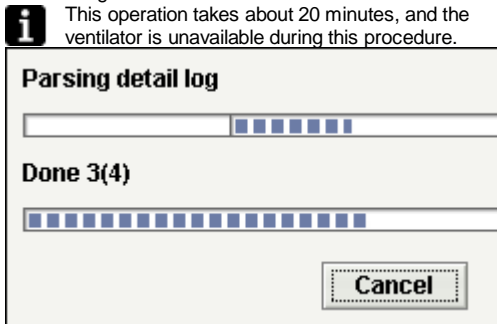 This operation takes about 20 minutes, and the
ventilator is unavailable during this procedure.
Parsing detail log
Done 3(4)
Cancel